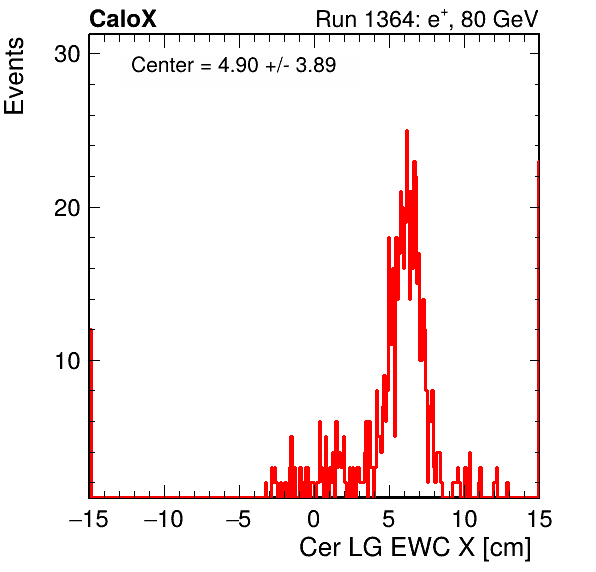 CaloX Run 1364: e⁺, 80 GeV
Center = 4.90 +/- 3.89
Events
30
20
10
−15 −10 −5 0 5 10 15
Cer LG EWC X [cm]